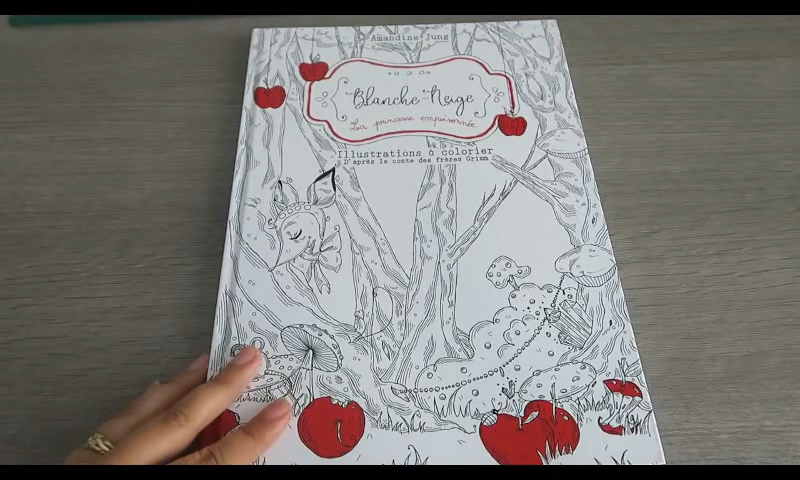 Amandine Jung
Blanche-Neige
La princesse empoisonnée
Illustrations à colorier
D'après le conte des frères Grimm